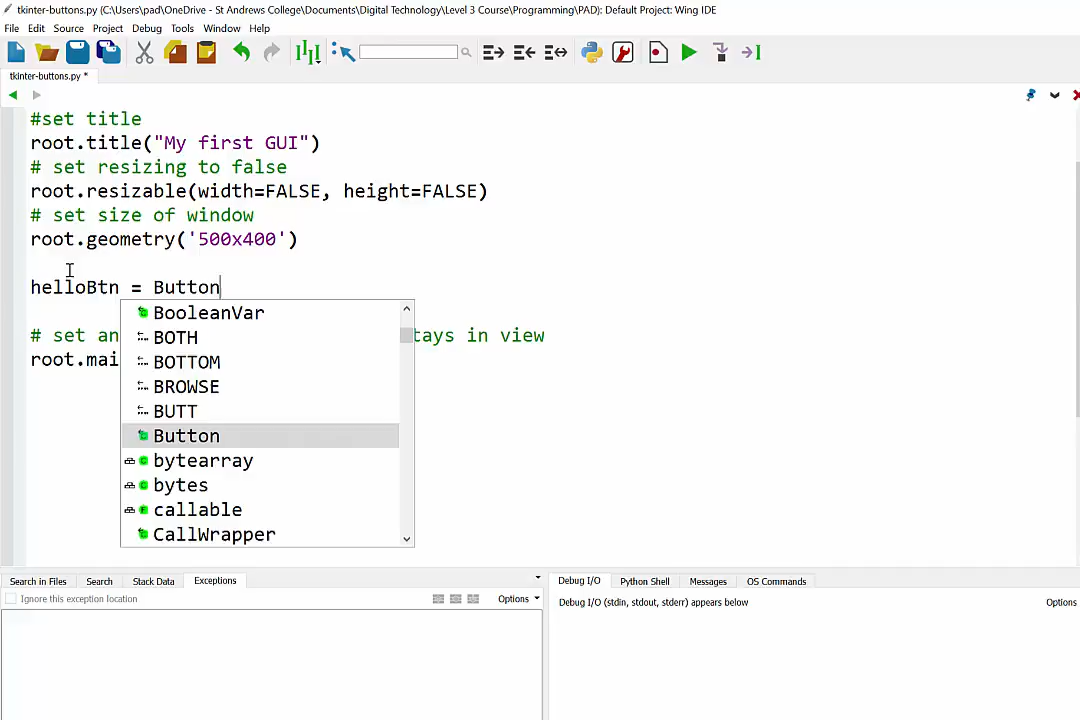 tkinter-buttons.py (C:\Users\pad\OneDrive - St Andrews College\Documents\Digital Technology\Level 3 Course\Programming\PAD): Default Project: Wing IDE
File Edit Source Project Debug Tools Window Help
tkinter-buttons.py *
#set title
root.title("My first GUI")
# set resizing to false
root.resizable(width=FALSE, height=FALSE)
# set size of window
root.geometry('500x400')
helloBtn = Button
BooleanVar
# set an tays in view
BOTH
root.mai BOTTOM
BROWSE
BUTT
Button
bytearray
bytes
callable
CallWrapper
Search in Files Search Stack Data Exceptions
Ignore this exception location Options
Debug I/O Python Shell Messages OS Commands
Debug I/O (stdin, stdout, stderr) appears below Options